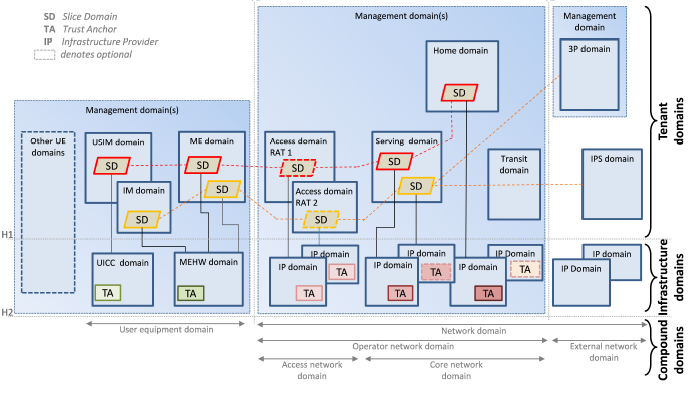 SD Slice Domain
TA Trust Anchor
IP Infrastructure Provider
denotes optional
Management domain(s)
Management
domain
Home domain
3P domain
SD
Management domain(s)
Other UE
domains
USIM domain
ME domain
Access domain
RAT 1
Serving domain
Transit
domain
IPS domain
SD
SD
SD
SD
IM domain
SD
Access domain
RAT 2
SD
SD
SD
H1
UICC domain
MEHW domain
IP domain
IP domain
IP domain
IP Domain
IP domain
IP domain
IP domain
IP Domain
TA
TA
TA
TA
TA
TA
TA
TA
H2
User equipment domain
Network domain
Operator network domain
Access network
domain
Core network
domain
External network
domain
Tenant
domains
Infrastructure
domains
Compound
domains